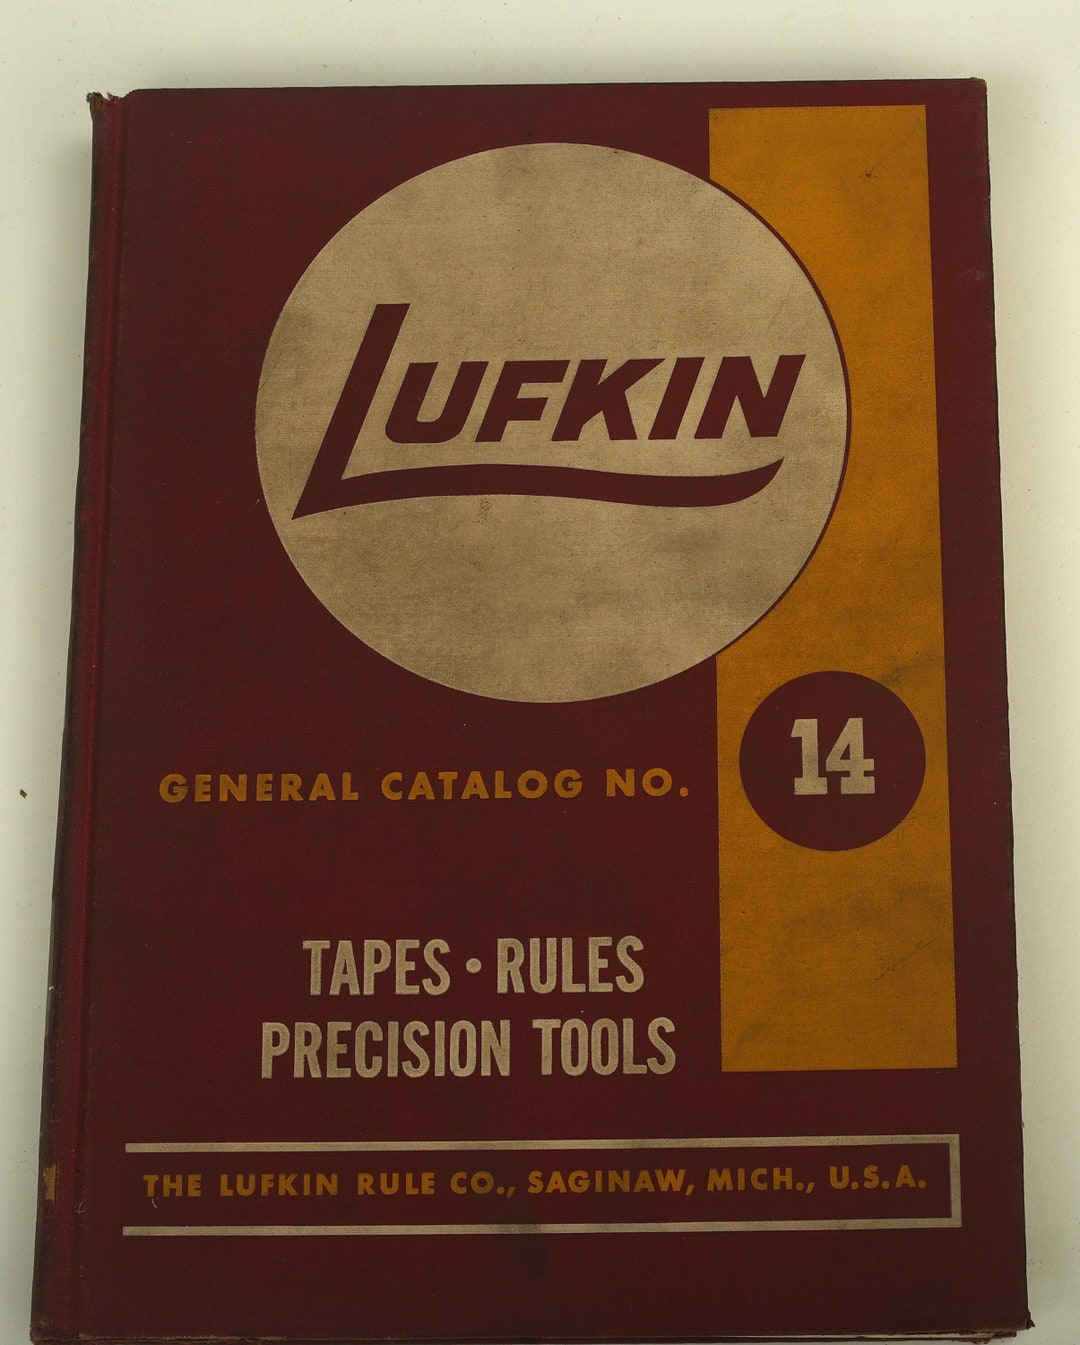 LUFKIN
GENERAL CATALOG NO. 14
TAPES • RULES
PRECISION TOOLS
THE LUFKIN RULE CO., SAGINAW, MICH., U.S.A.